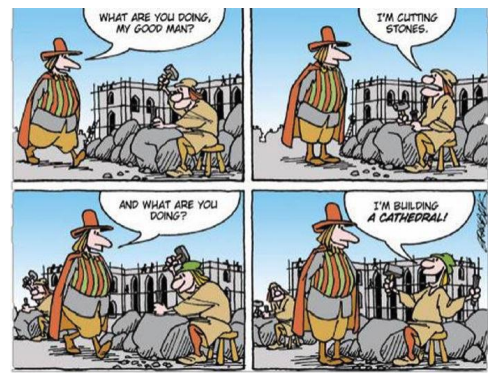 WHAT ARE YOU DOING,
MY GOOD MAN?
I'M CUTTING
STONES.
AND WHAT ARE YOU
DOING?
I'M BUILDING
A CATHEDRAL!